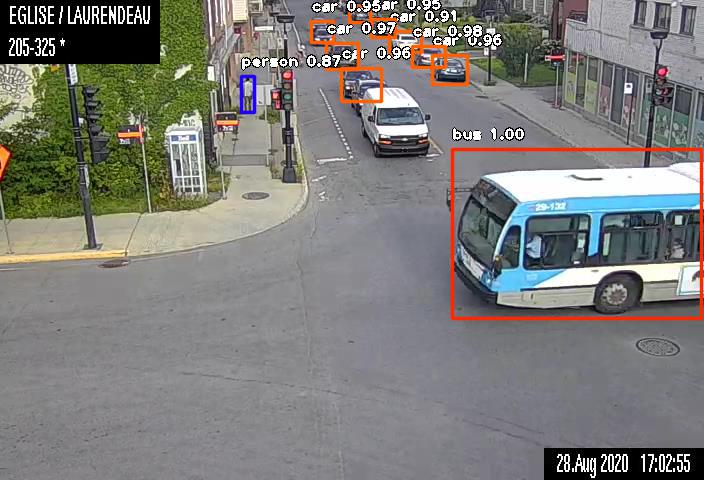 EGLISE / LAURENDEAU
205-325 *
car 0.95
car 0.95
car 0.91
car 0.97
car 0.98
car 0.96
car 0.96
person 0.87
bus 1.00
29-132
28.Aug 2020 17:02:55